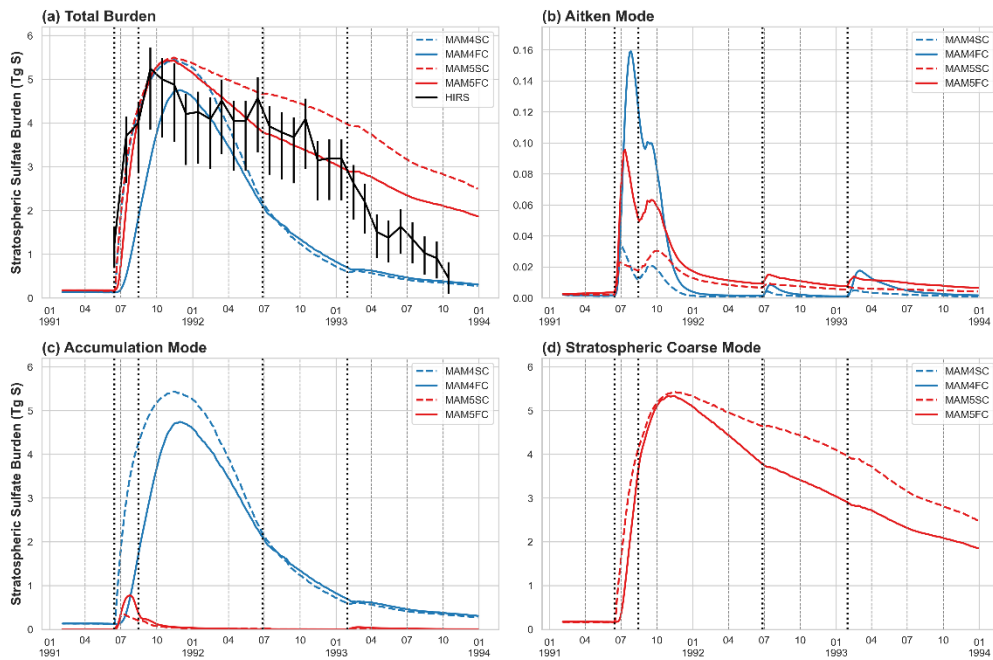 (a) Total Burden
Stratospheric Sulfate Burden (Tg S)
6
5
4
3
2
1
0
MAM4SC
MAM4FC
MAM5SC
MAM5FC
HIRS
01 04 07 10 01 04 07 10 01 04 07 10 01
1991 1992 1993 1994
(b) Aitken Mode
0.16
0.14
0.12
0.10
0.08
0.06
0.04
0.02
0.00
MAM4SC
MAM4FC
MAM5SC
MAM5FC
01 04 07 10 01 04 07 10 01 04 07 10 01
1991 1992 1993 1994
(c) Accumulation Mode
Stratospheric Sulfate Burden (Tg S)
6
5
4
3
2
1
0
MAM4SC
MAM4FC
MAM5SC
MAM5FC
01 04 07 10 01 04 07 10 01 04 07 10 01
1991 1992 1993 1994
(d) Stratospheric Coarse Mode
6
5
4
3
2
1
0
MAM4SC
MAM4FC
MAM5SC
MAM5FC
01 04 07 10 01 04 07 10 01 04 07 10 01
1991 1992 1993 1994